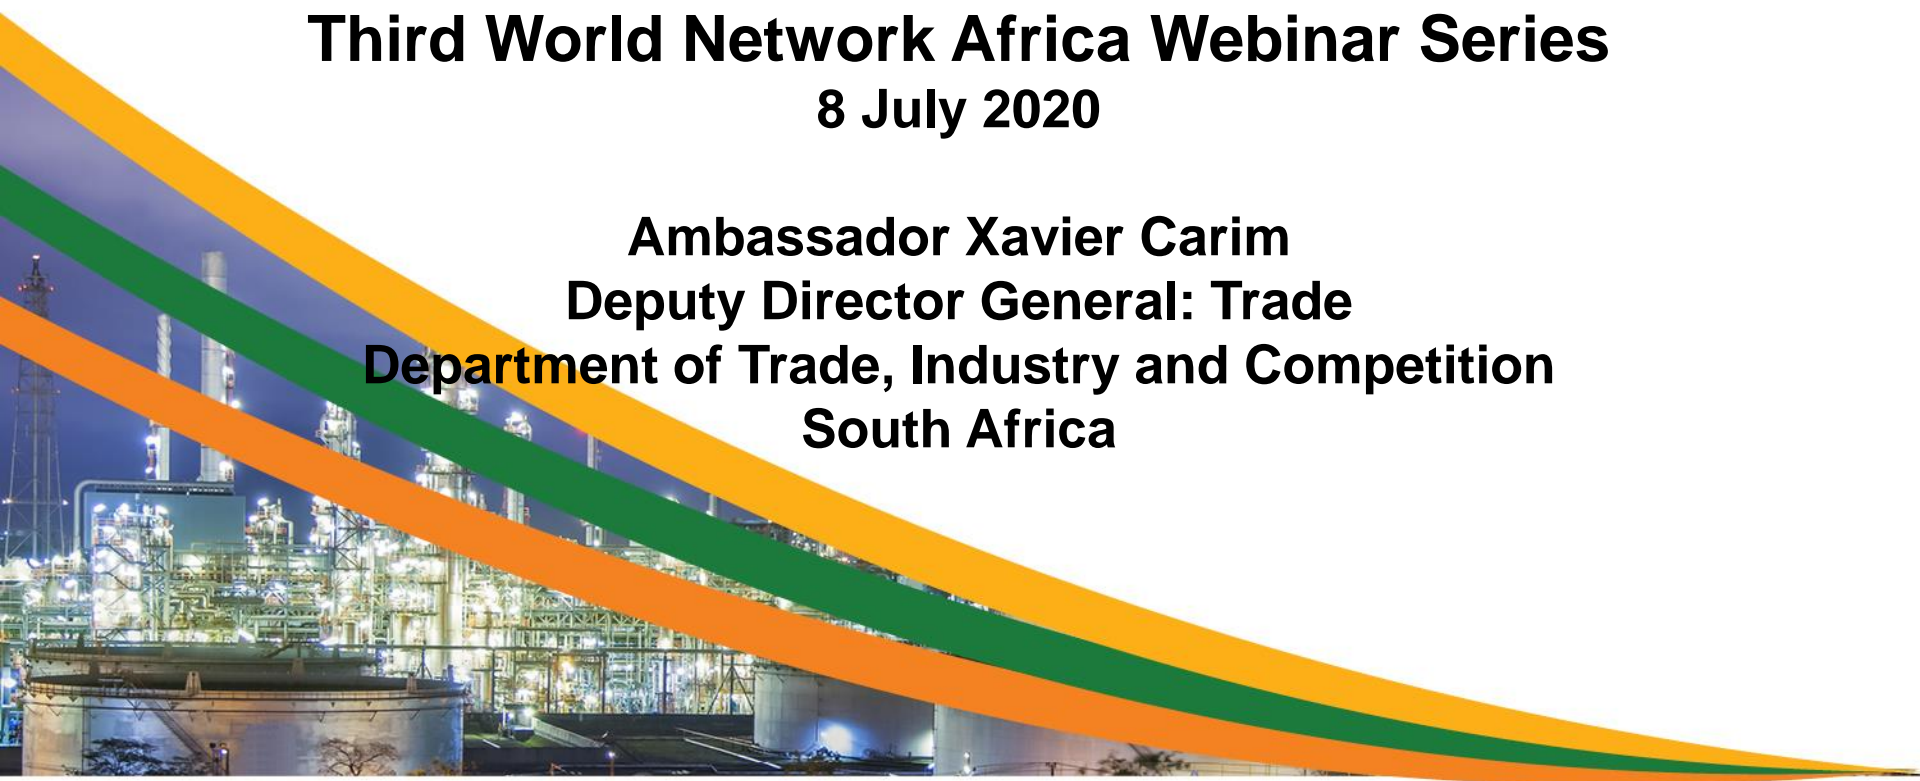 Third World Network Africa Webinar Series
8 July 2020
Ambassador Xavier Carim
Deputy Director General: Trade
Department of Trade, Industry and Competition
South Africa